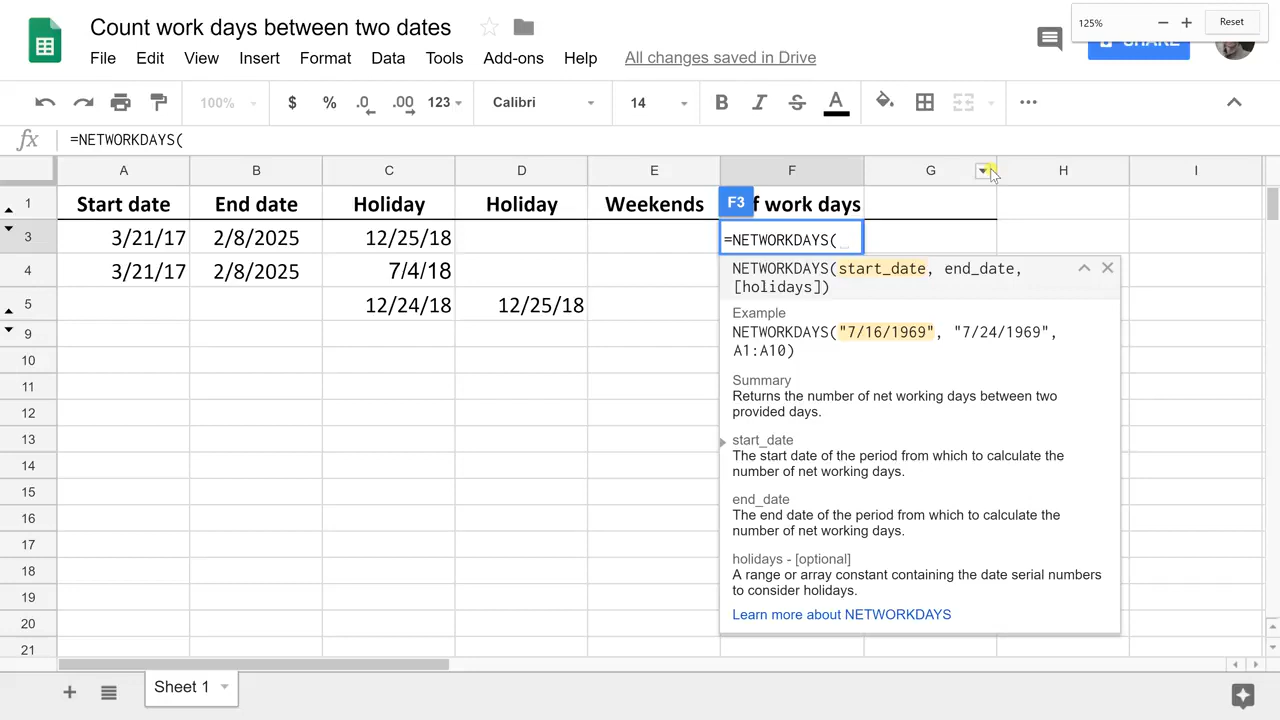 Count work days between two dates
125%
Reset
SHARE
File Edit View Insert Format Data Tools Add-ons Help All changes saved in Drive
100% $ % .0 .00 123 Calibri 14 B I S A
fx =NETWORKDAYS(
A B C D E F G H I
1 Start date End date Holiday Holiday Weekends F3 f work days
3 3/21/17 2/8/2025 12/25/18 =NETWORKDAYS(
4 3/21/17 2/8/2025 7/4/18
5 12/24/18 12/25/18
9
10
11
12
13
14
15
16
17
18
19
20
21
NETWORKDAYS(start_date, end_date,
[holidays])
Example
NETWORKDAYS("7/16/1969", "7/24/1969",
A1:A10)
Summary
Returns the number of net working days between two
provided days.
start_date
The start date of the period from which to calculate the
number of net working days.
end_date
The end date of the period from which to calculate the
number of net working days.
holidays - [optional]
A range or array constant containing the date serial numbers
to consider holidays.
Learn more about NETWORKDAYS
Sheet 1